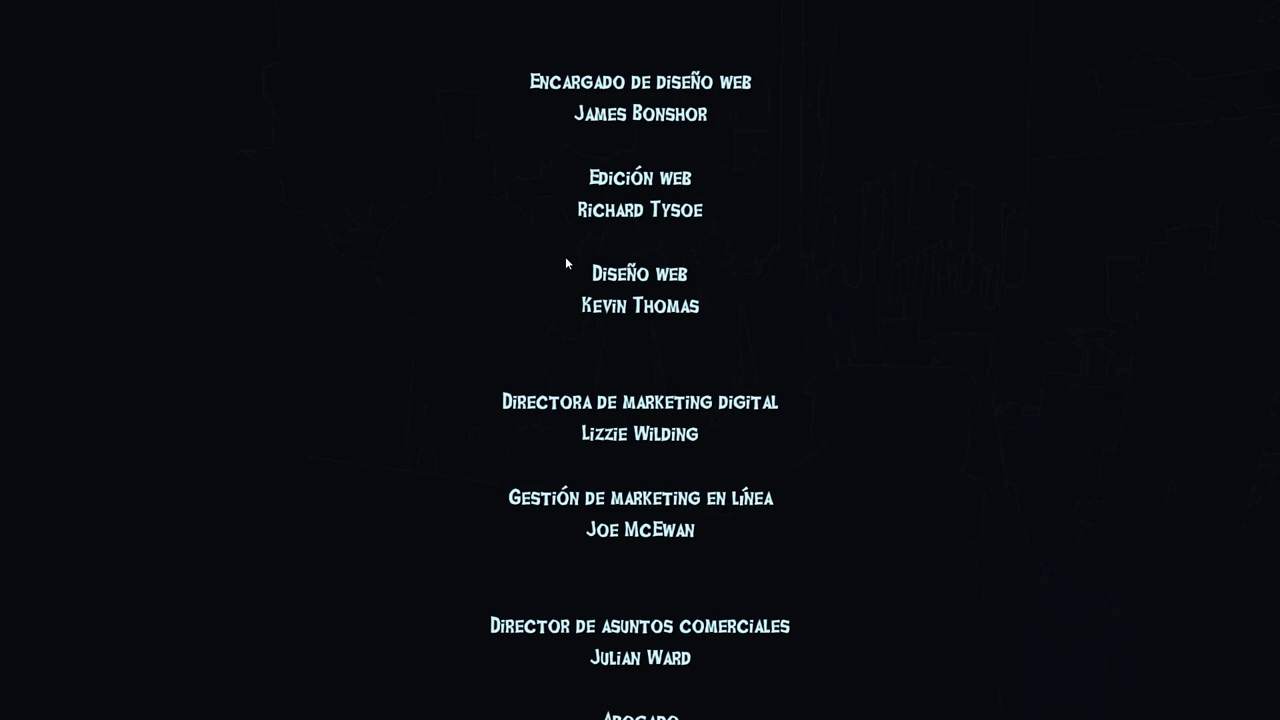 Encargado de diseño web
James Bonshor
Edición web
Richard Tysoe
Diseño web
Kevin Thomas
Directora de marketing digital
Lizzie Wilding
Gestión de marketing en línea
Joe McEwan
Director de asuntos comerciales
Julian Ward
Abogado